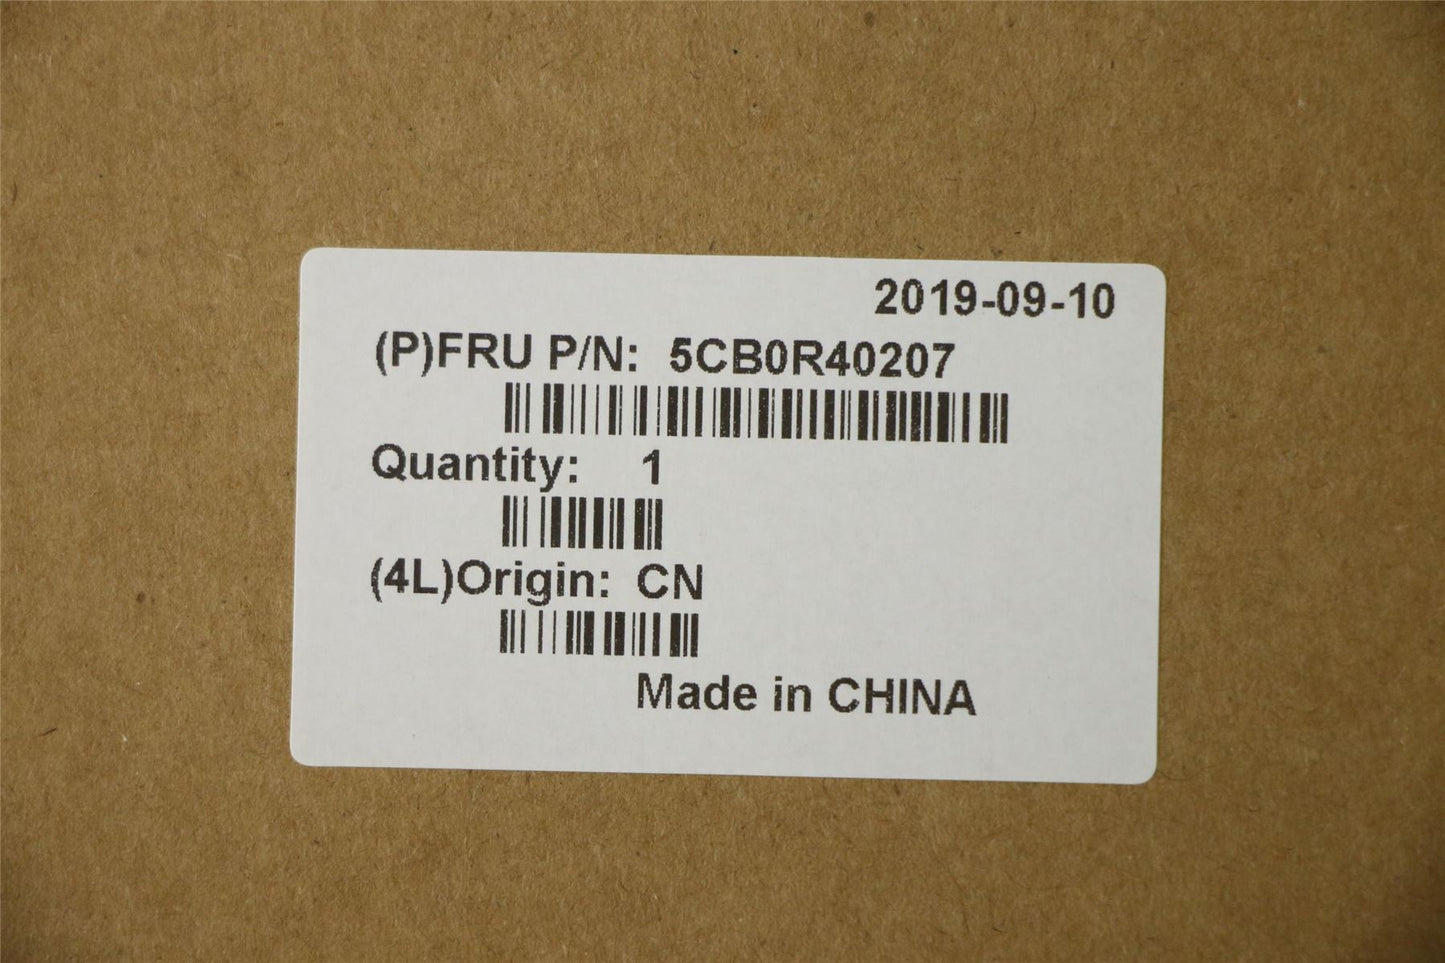 2019-09-10
(P)FRU P/N: 5CB0R40207
Quantity: 1
(4L)Origin: CN
Made in CHINA